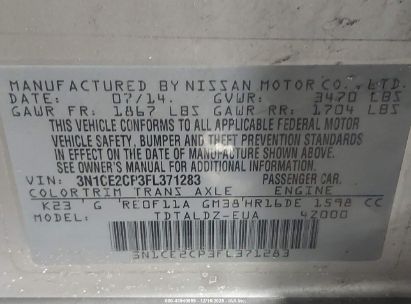 MANUFACTURED BY NISSAN MOTOR CO., LTD.
DATE: 07/14. GVWR: 3470 LBS
GAWR FR: 1867 LBS GAWR RR: 1704 LBS
THIS VEHICLE CONFORMS TO ALL APPLICABLE FEDERAL MOTOR
VEHICLE SAFETY, BUMPER AND THEFT PREVENTION STANDARDS
IN EFFECT ON THE DATE OF MANUFACTURE SHOWN ABOVE.
SEE OWNER'S MANUAL FOR ADDITIONAL INFORMATION
VIN: 3N1CE2CP3FL371283 PASSENGER CAR.
COLOR TRIM TRANS AXLE ENGINE
K23 G RE0F11A GM38 HR16DE 1598 CC
MODEL: TDTALDZ-EUA 42000
3N1CE2CP3FL371283